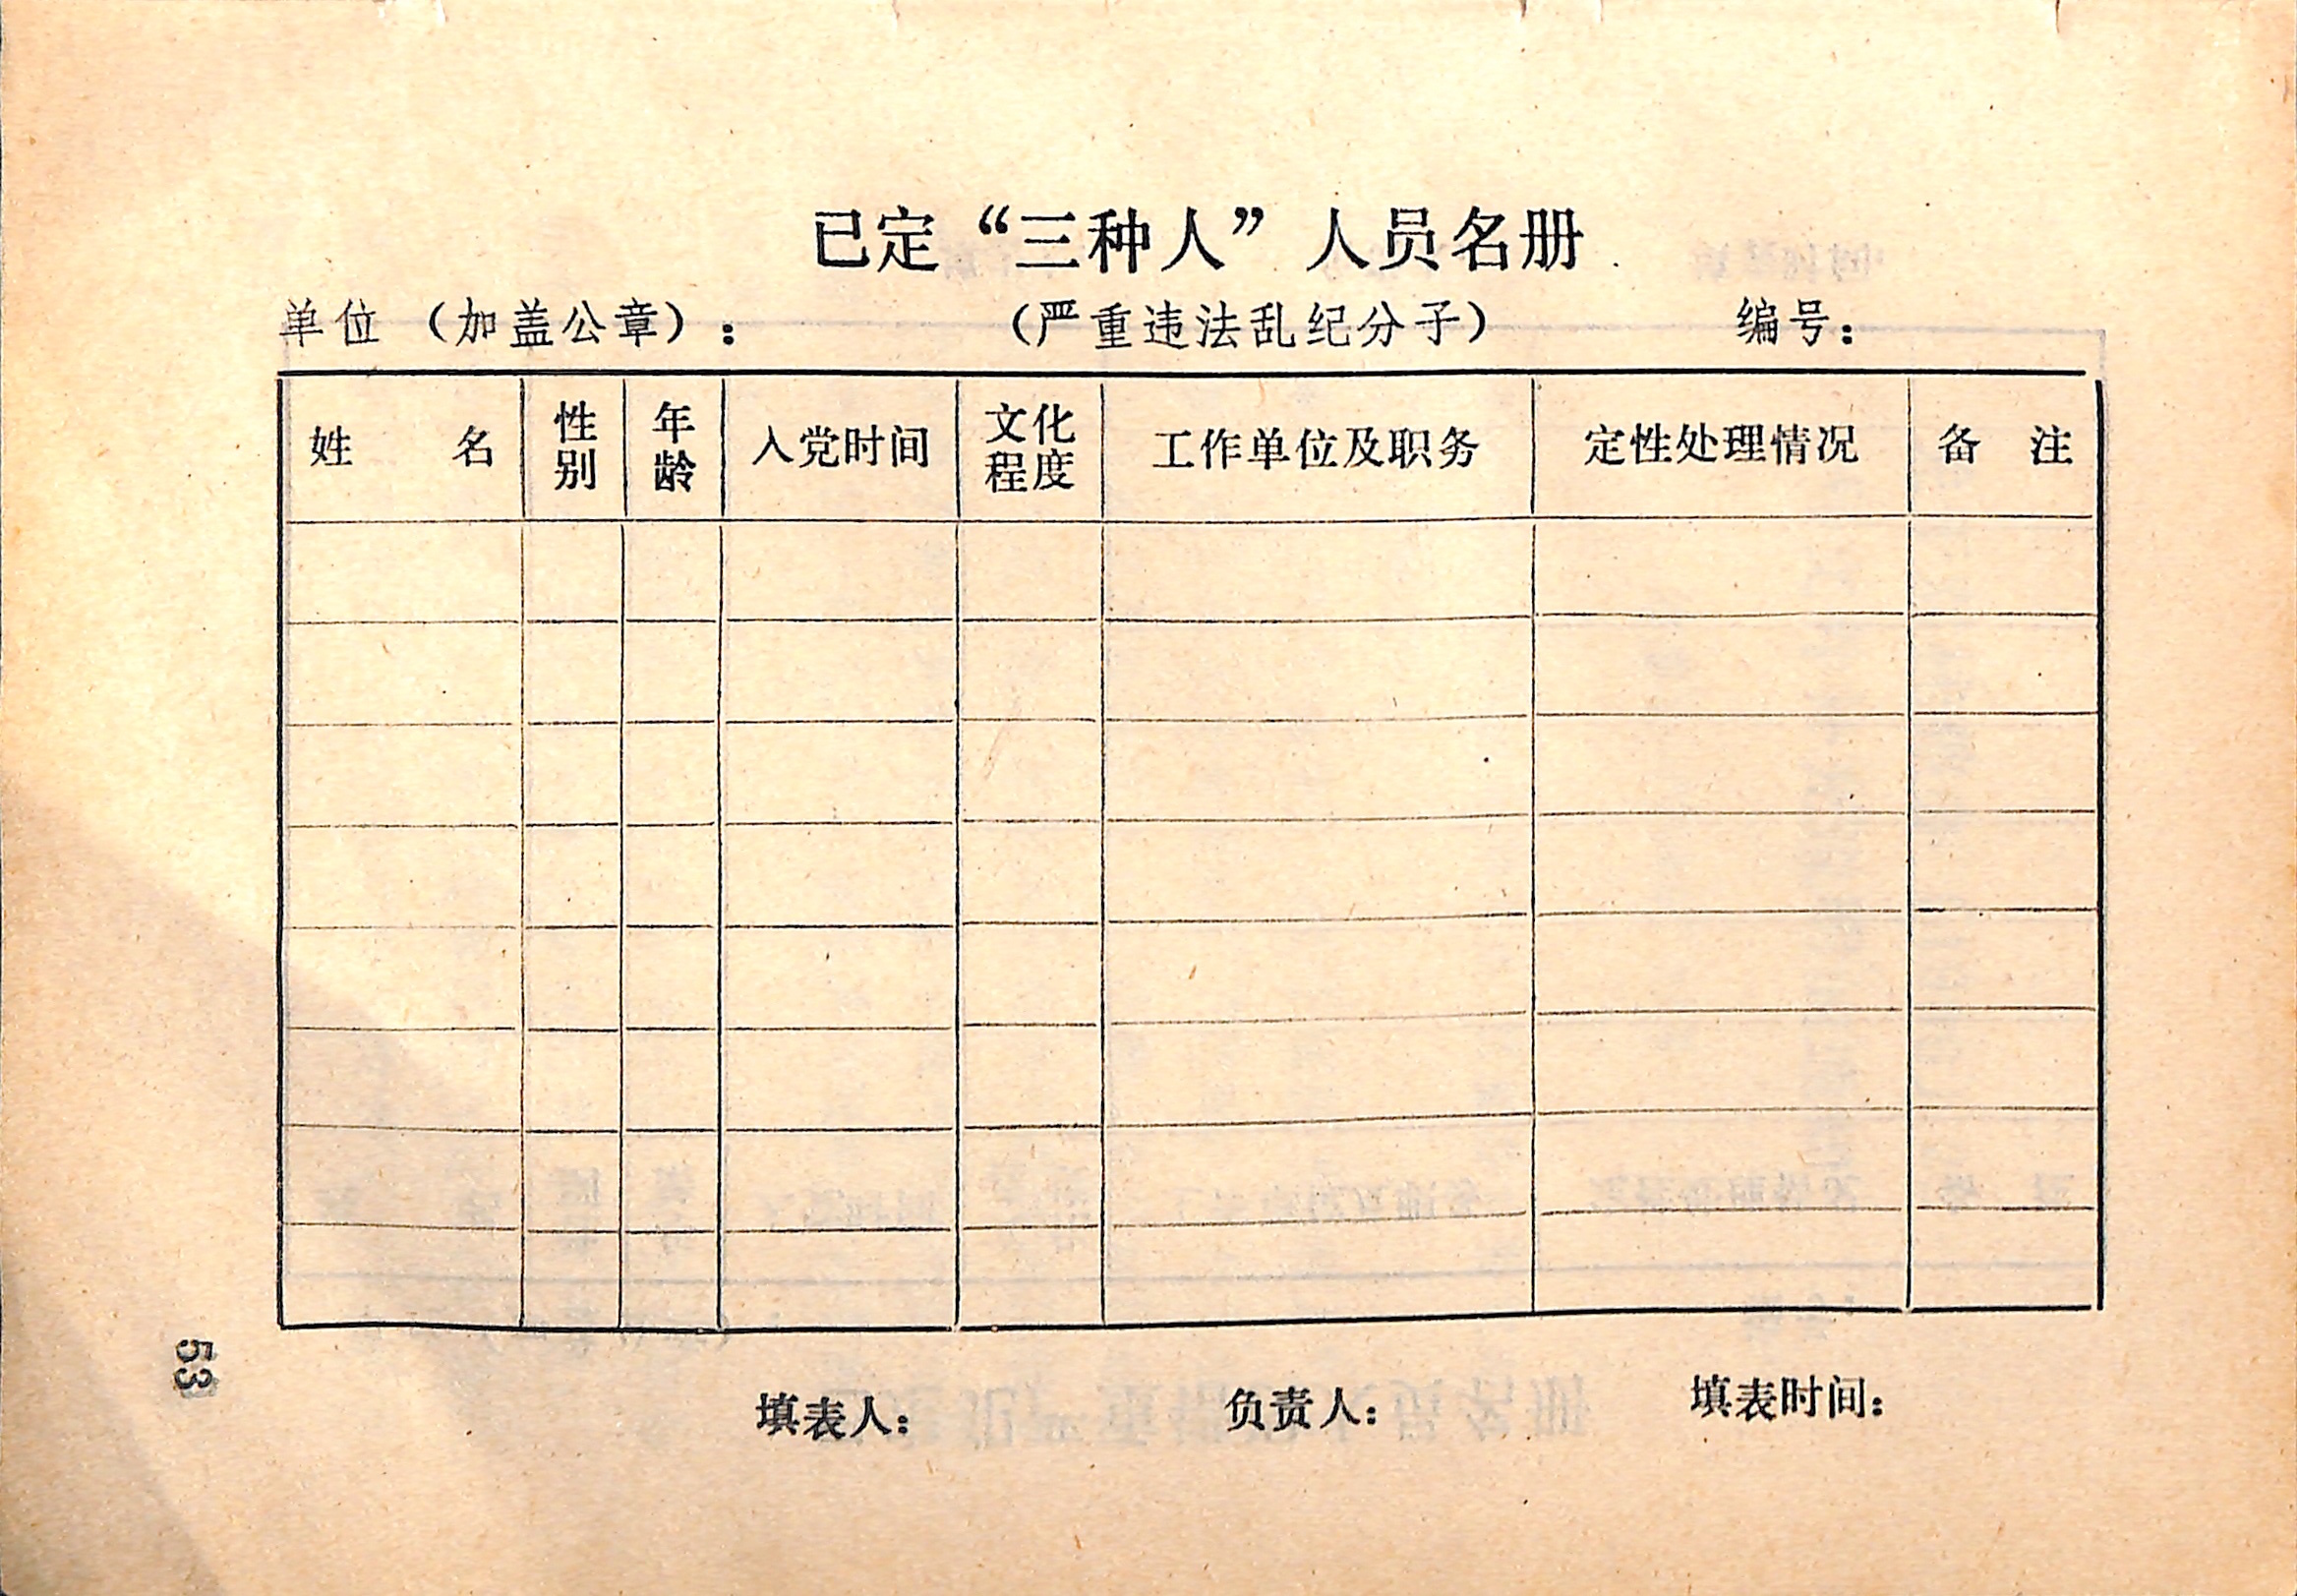 已定“三种人”人员名册
单位（加盖公章）： （严重违法乱纪分子） 编号：
姓 名 性别 年龄 入党时间 文化程度 工作单位及职务 定性处理情况 备 注
填表人： 负责人： 填表时间：
53